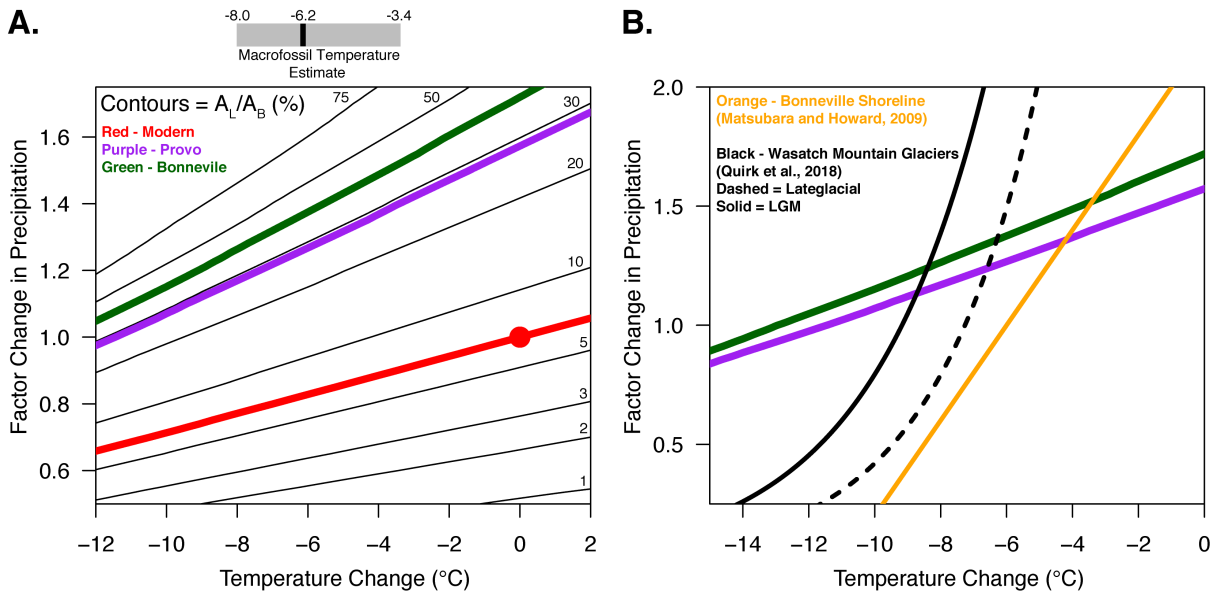 A.
-8.0 -6.2 -3.4
Macrofossil Temperature
Estimate
Contours = AL/AB (%)
Red - Modern
Purple - Provo
Green - Bonnevile
75 50 30
20
10
5
3
2
1
1.6
1.4
1.2
1.0
0.8
0.6
Factor Change in Precipitation
−12 −10 −8 −6 −4 −2 0 2
Temperature Change (°C)
B.
Orange - Bonneville Shoreline
(Matsubara and Howard, 2009)
Black - Wasatch Mountain Glaciers
(Quirk et al., 2018)
Dashed = Lateglacial
Solid = LGM
2.0
1.5
1.0
0.5
Factor Change in Precipitation
−14 −12 −10 −8 −6 −4 −2 0
Temperature Change (°C)